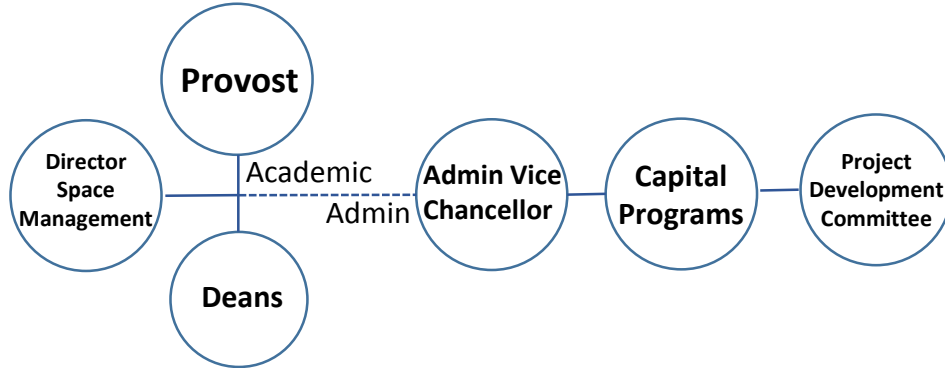 Provost
Director
Space
Management
Academic
Admin
Deans
Admin Vice
Chancellor
Capital
Programs
Project
Development
Committee